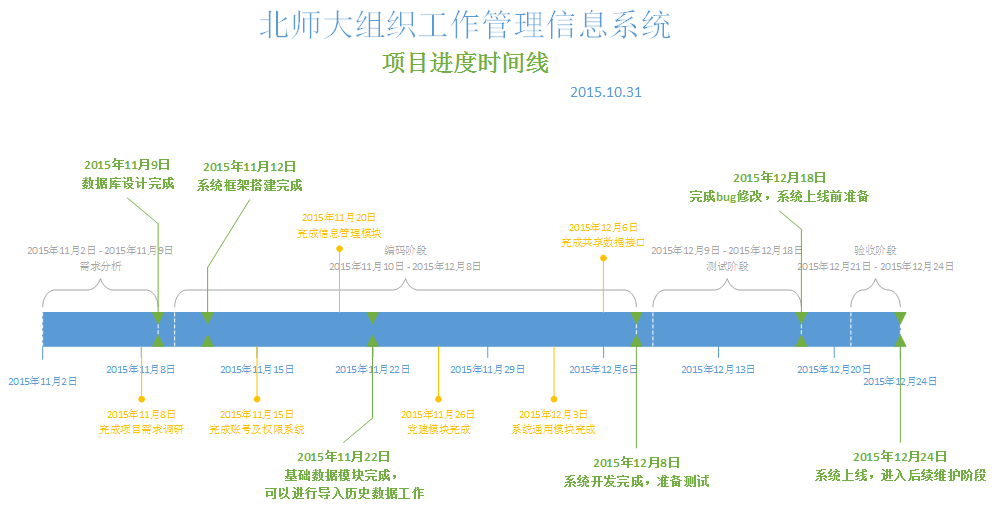 北师大组织工作管理信息系统
项目进度时间线
2015.10.31
2015年11月9日
数据库设计完成
2015年11月12日
系统框架搭建完成
2015年12月18日
完成bug修改，系统上线前准备
2015年11月20日
完成信息管理模块
2015年12月6日
完成共享数据接口
2015年11月2日 - 2015年11月9日
需求分析
编码阶段
2015年11月10日 - 2015年12月8日
2015年12月9日 - 2015年12月18日
测试阶段
验收阶段
2015年12月21日 - 2015年12月24日
2015年11月2日
2015年11月8日
2015年11月15日
2015年11月22日
2015年11月29日
2015年12月6日
2015年12月13日
2015年12月20日
2015年12月24日
2015年11月8日
完成项目需求调研
2015年11月15日
完成账号及权限系统
2015年11月26日
党建模块完成
2015年12月3日
系统通用模块完成
2015年11月22日
基础数据模块完成，
可以进行导入历史数据工作
2015年12月8日
系统开发完成，准备测试
2015年12月24日
系统上线，进入后续维护阶段